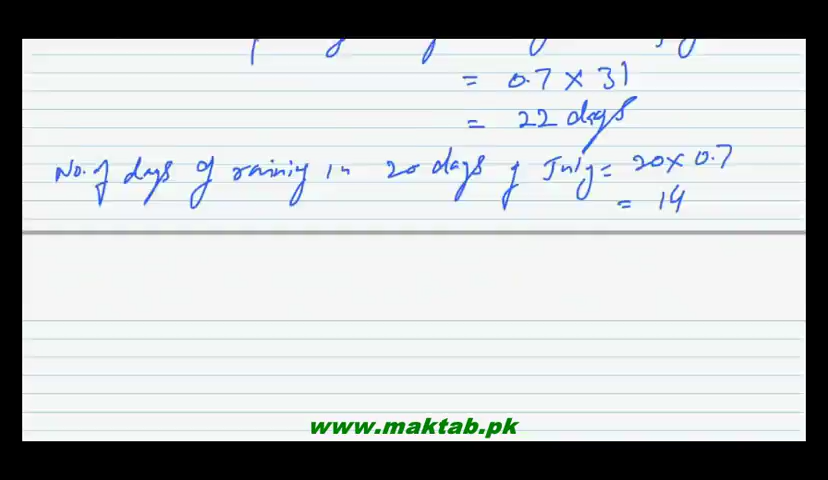 = 0.7 × 31
= 22 days
No. of days of raining in 20 days of July = 20 × 0.7
= 14
www.maktab.pk